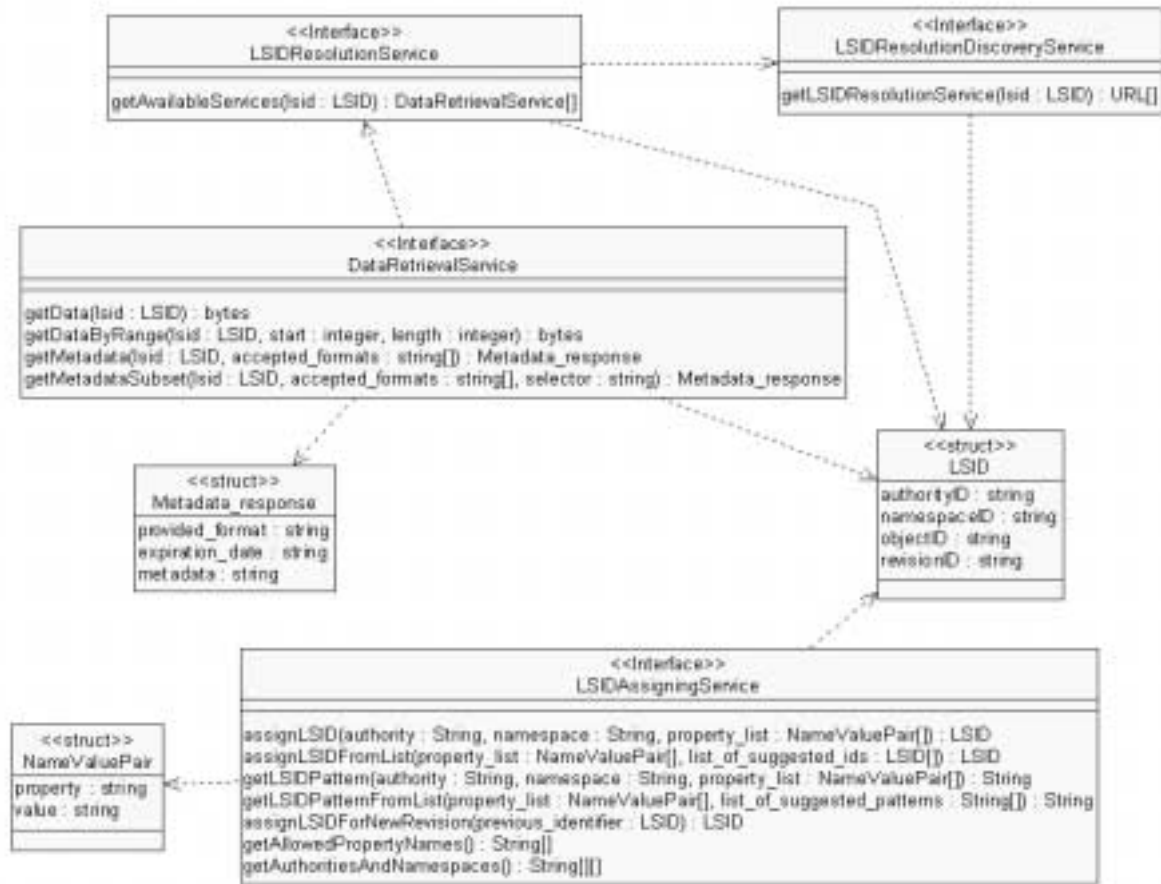 <<Interface>>
LSIDResolutionService
getAvailableServices(lsid : LSID) : DataRetrievalService[]
<<Interface>>
LSIDResolutionDiscoveryService
getLSIDResolutionService(lsid : LSID) : URL[]
<<Interface>>
DataRetrievalService
getData(lsid : LSID) : bytes
getDataByRange(lsid : LSID, start : integer, length : integer) : bytes
getMetadata(lsid : LSID, accepted_formats : string[]) : Metadata_response
getMetadataSubset(lsid : LSID, accepted_formats : string[], selector : string) : Metadata_response
<<struct>>
Metadata_response
provided_format : string
expiration_date : string
metadata : string
<<struct>>
LSID
authorityID : string
namespaceID : string
objectID : string
revisionID : string
<<Interface>>
LSIDAssigningService
assignLSID(authority : String, namespace : String, property_list : NameValuePair[]) : LSID
assignLSIDFromList(property_list : NameValuePair[], list_of_suggested_ids : LSID[]) : LSID
getLSIDPattern(authority : String, namespace : String, property_list : NameValuePair[]) : String
getLSIDPatternFromList(property_list : NameValuePair[], list_of_suggested_patterns : String[]) : String
assignLSIDForNewRevision(previous_identifier : LSID) : LSID
getAllowedPropertyNames() : String[]
getAuthoritiesAndNamespaces() : String[][]
<<struct>>
NameValuePair
property : string
value : string